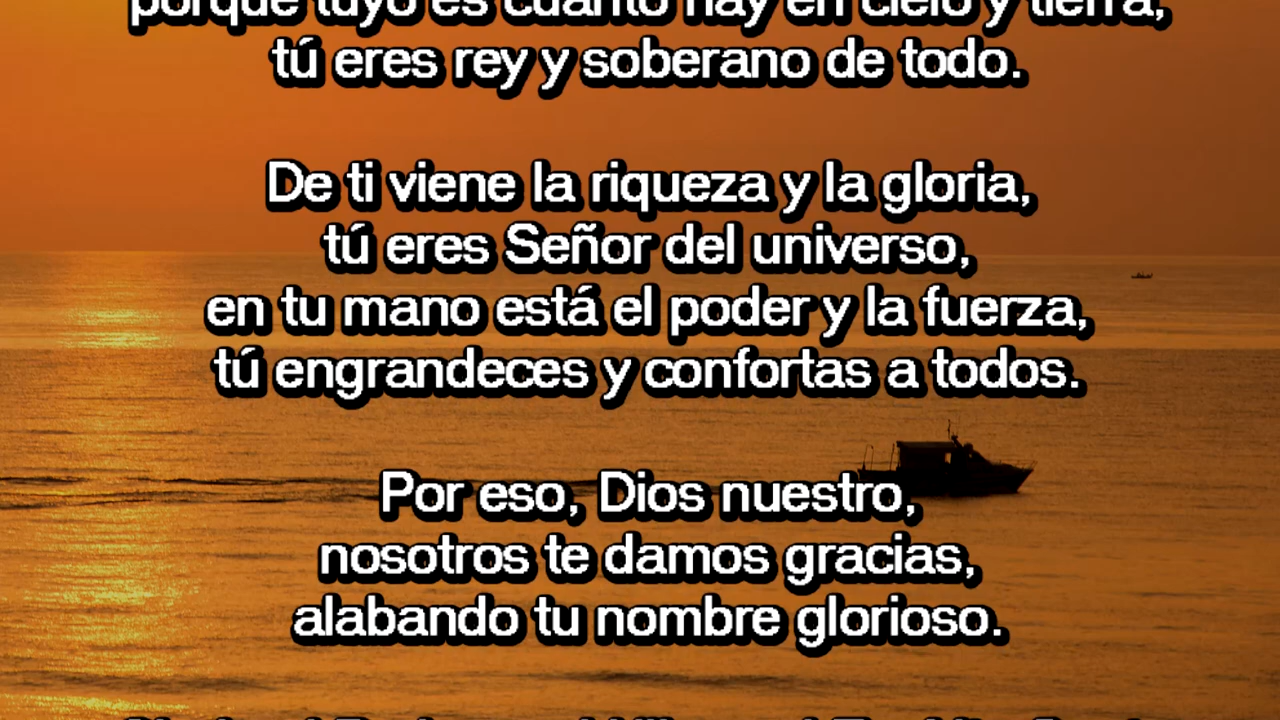 porque tuyo es cuanto hay en cielo y tierra,
tú eres rey y soberano de todo.
De ti viene la riqueza y la gloria,
tú eres Señor del universo,
en tu mano está el poder y la fuerza,
tú engrandeces y confortas a todos.
Por eso, Dios nuestro,
nosotros te damos gracias,
alabando tu nombre glorioso.